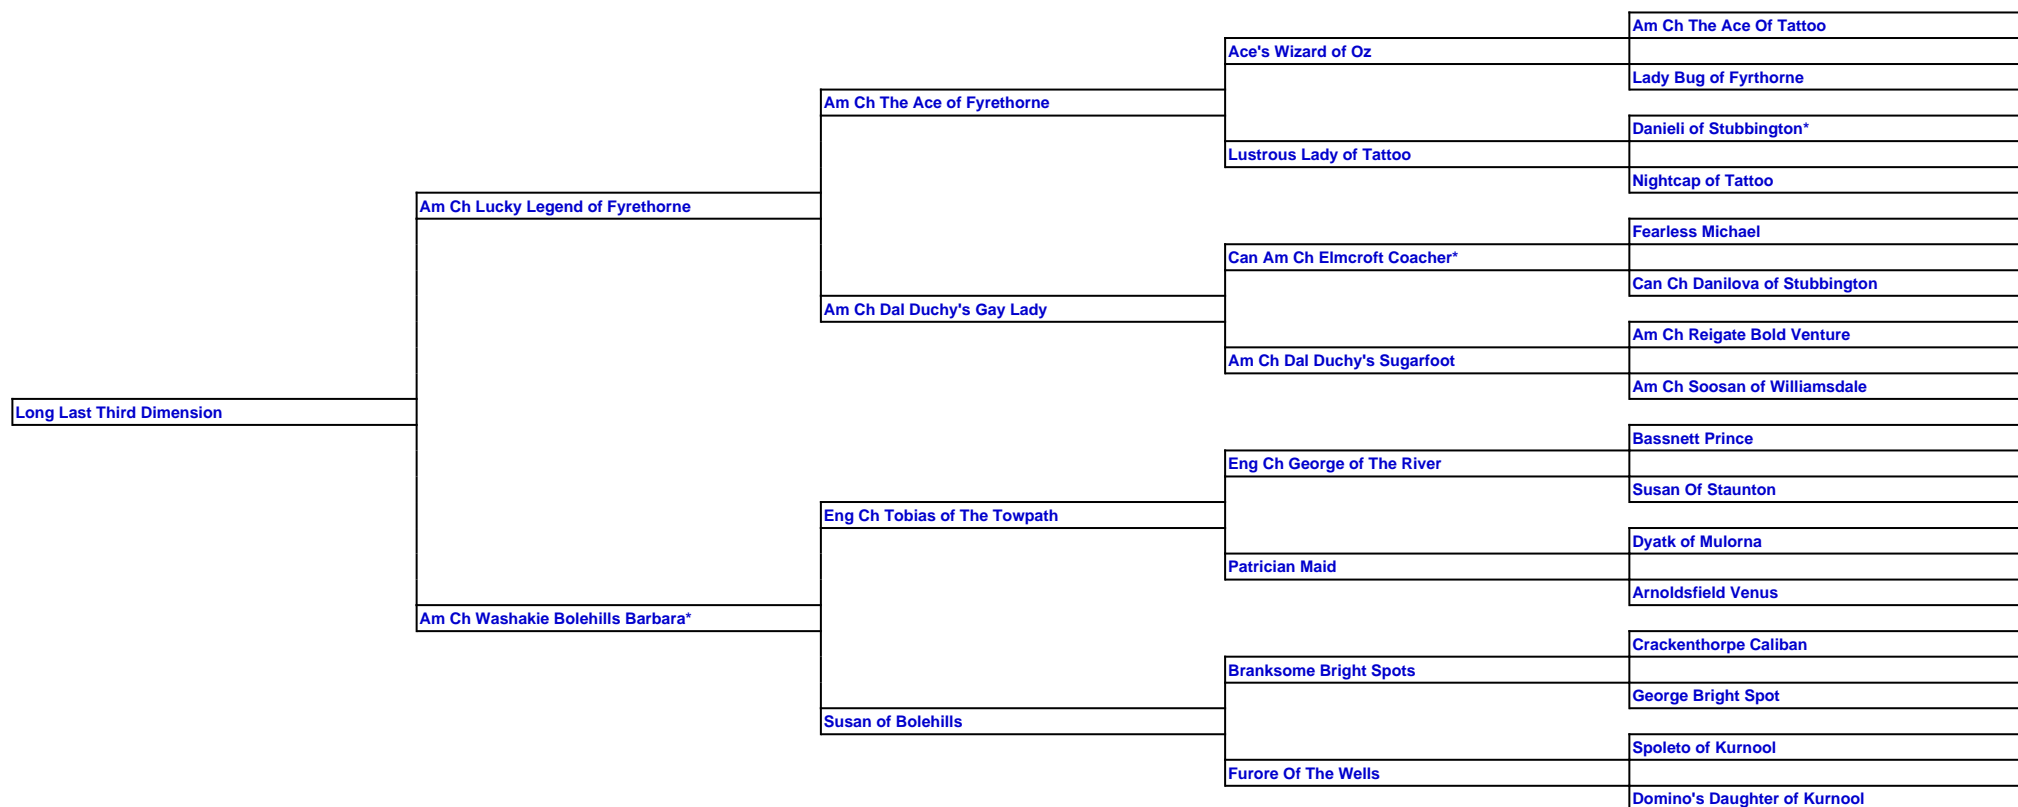 Am Ch The Ace Of Tattoo
Ace's Wizard of Oz
Lady Bug of Fyrthorne
Am Ch The Ace of Fyrethorne
Danieli of Stubbington*
Lustrous Lady of Tattoo
Nightcap of Tattoo
Am Ch Lucky Legend of Fyrethorne
Fearless Michael
Can Am Ch Elmcroft Coacher*
Can Ch Danilova of Stubbington
Am Ch Dal Duchy's Gay Lady
Am Ch Reigate Bold Venture
Am Ch Dal Duchy's Sugarfoot
Am Ch Soosan of Williamsdale
Long Last Third Dimension
Bassnett Prince
Eng Ch George of The River
Susan Of Staunton
Eng Ch Tobias of The Towpath
Dyatk of Mulorna
Patrician Maid
Arnoldsfield Venus
Am Ch Washakie Bolehills Barbara*
Crackenthorpe Caliban
Branksome Bright Spots
George Bright Spot
Susan of Bolehills
Spoleto of Kurnool
Furore Of The Wells
Domino's Daughter of Kurnool